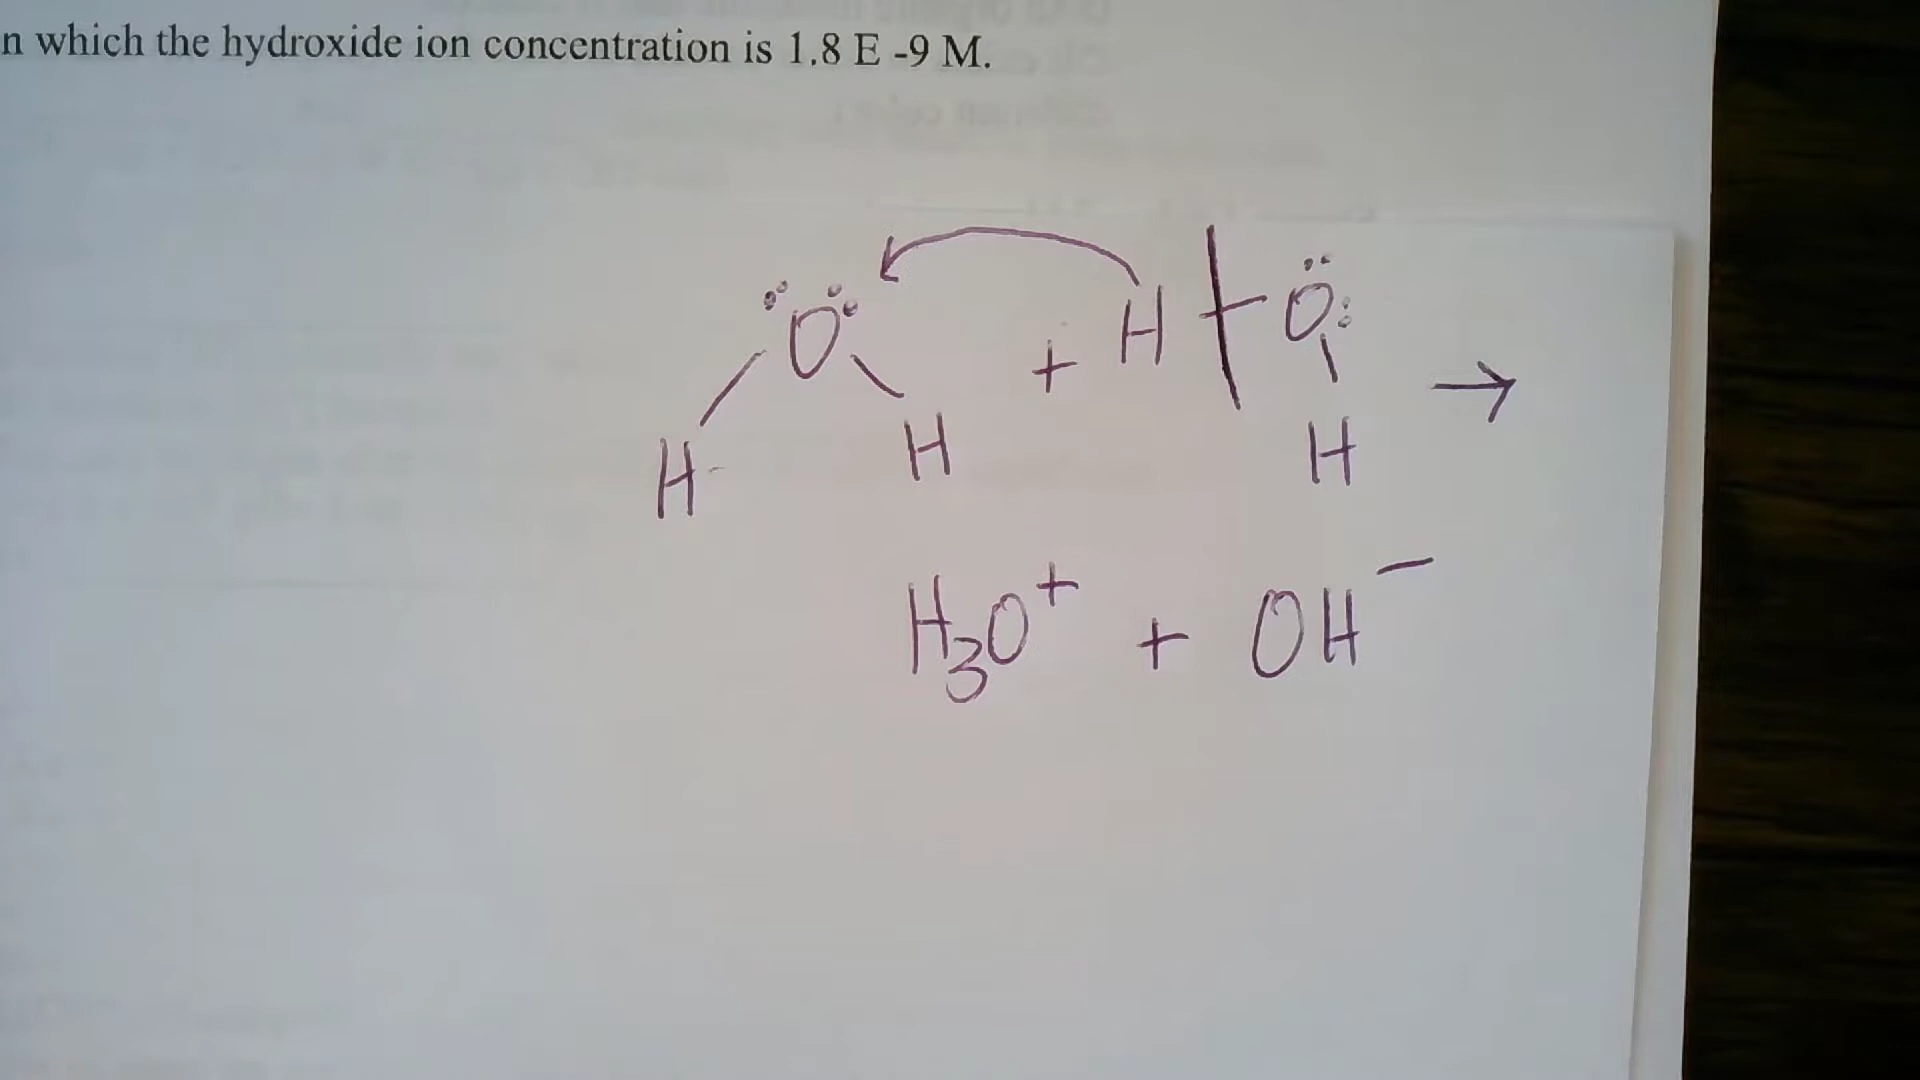 n which the hydroxide ion concentration is 1.8 E -9 M.
O + H O →
H H H
H₃O⁺ + OH⁻